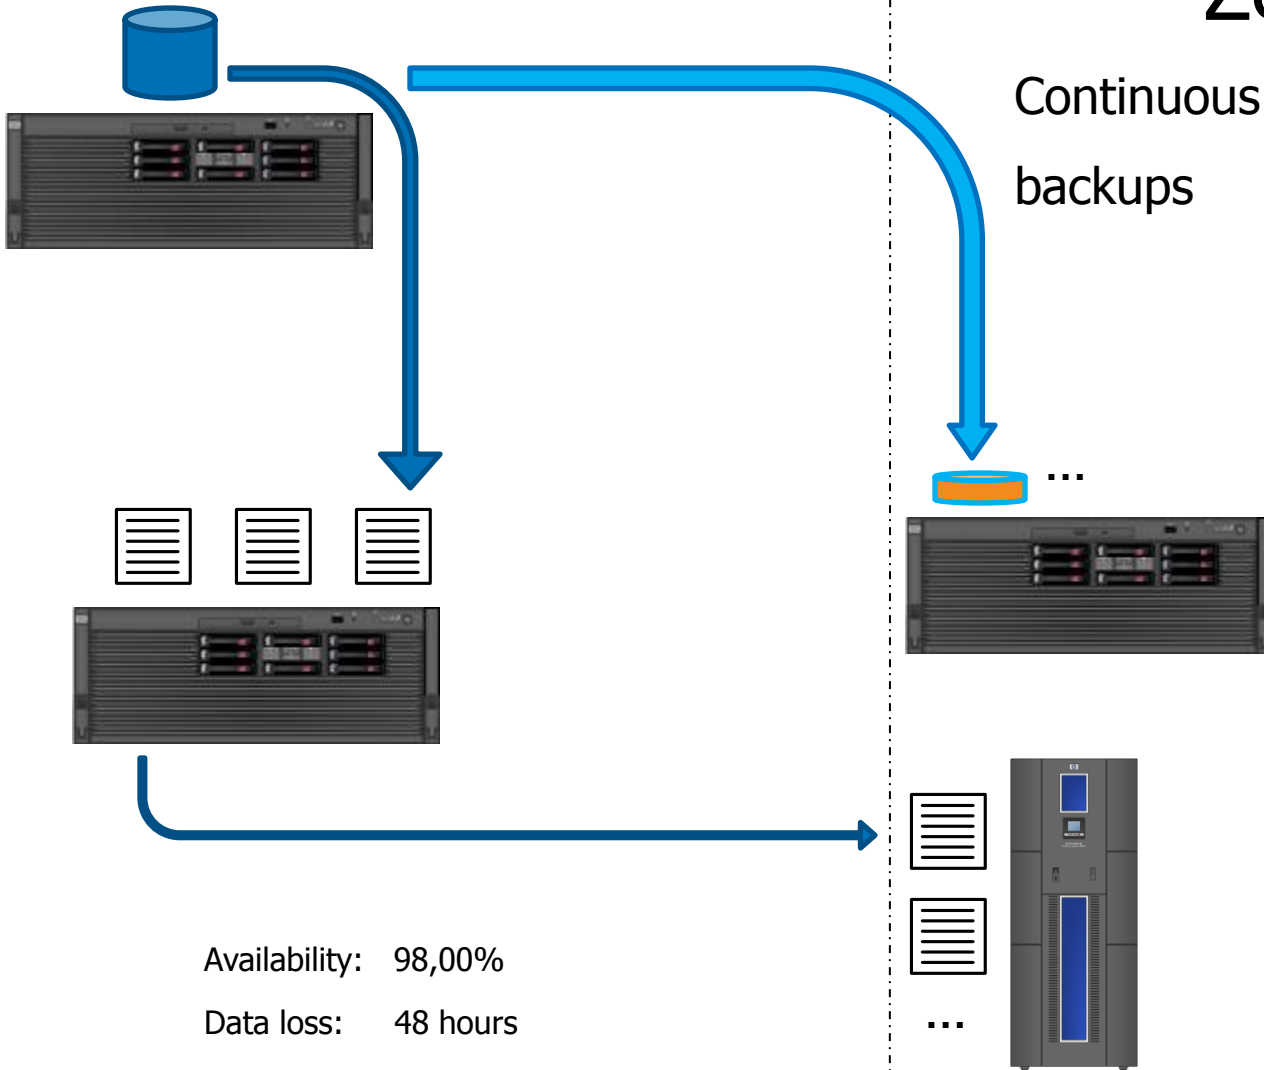 Continuous
backups
...
Availability: 98,00%
Data loss: 48 hours
...